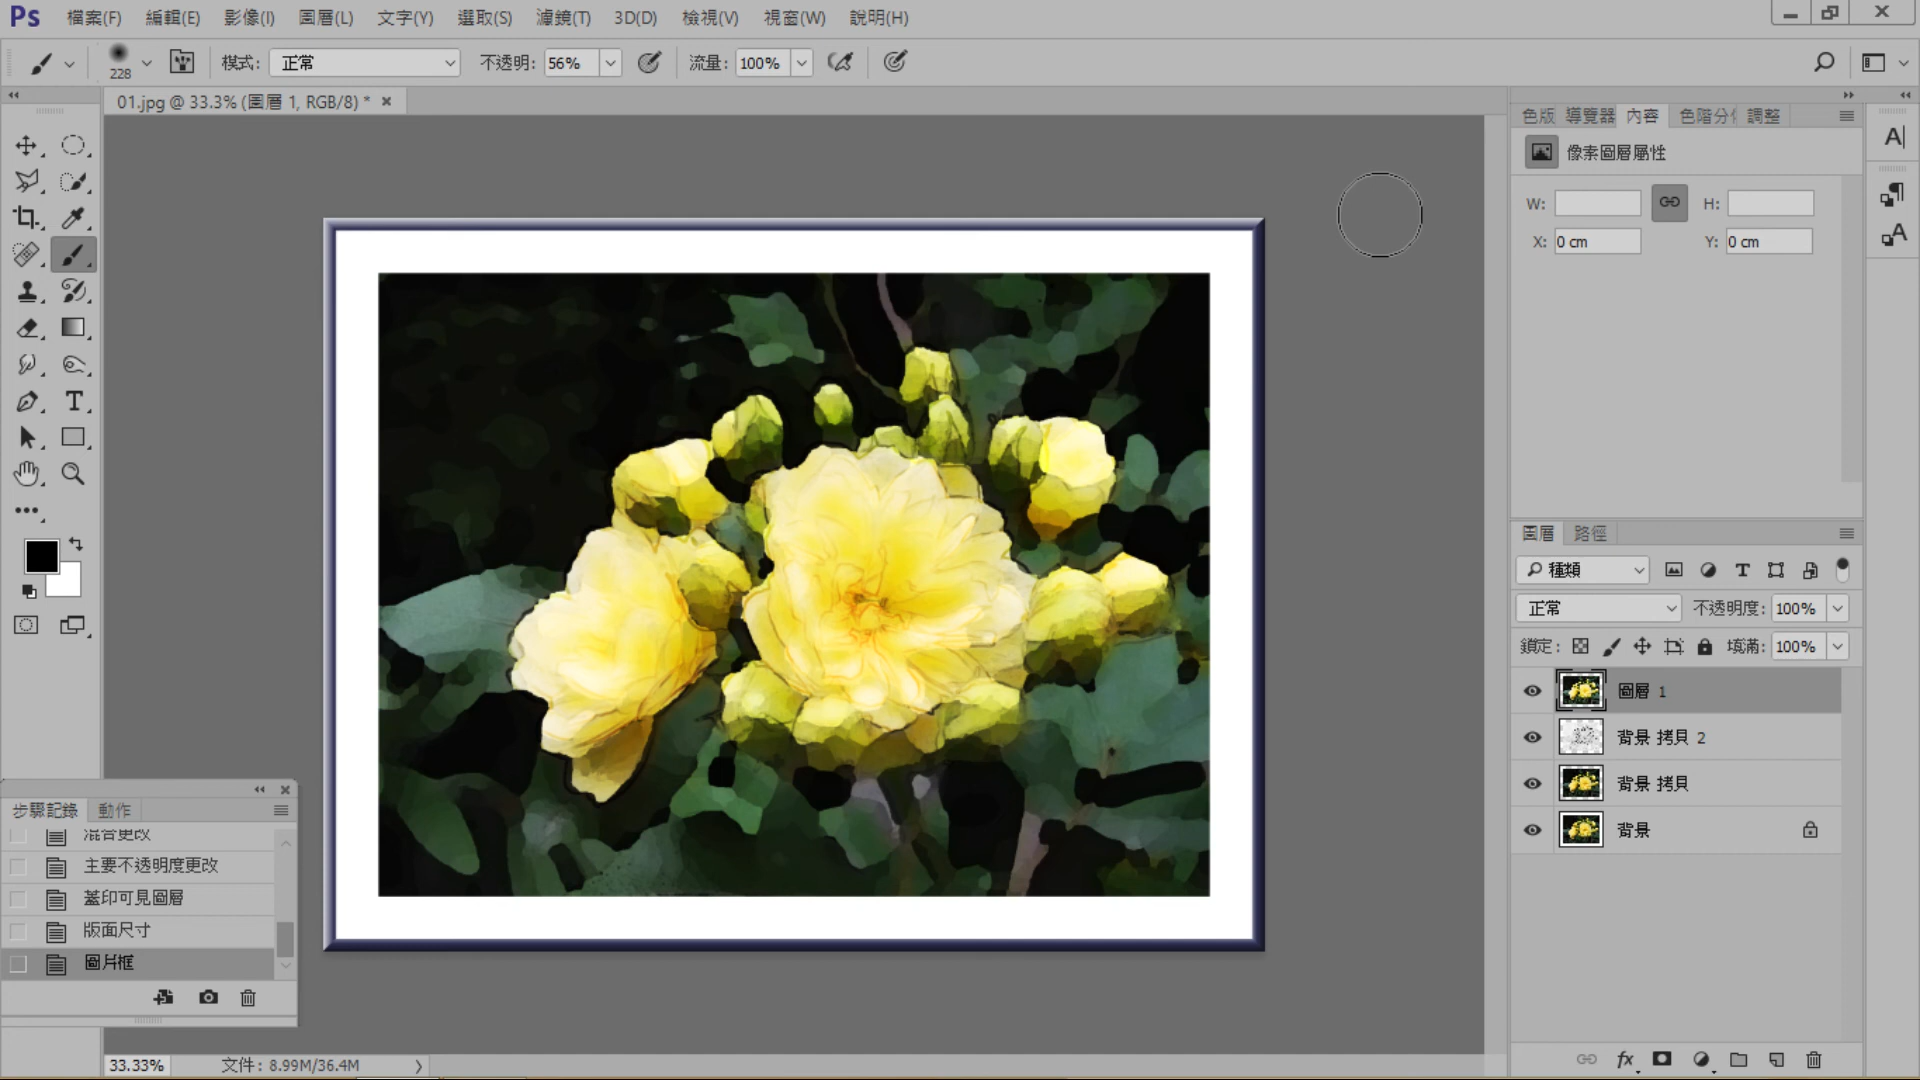 Ps 檔案(F) 編輯(E) 影像(I) 圖層(L) 文字(Y) 選取(S) 濾鏡(T) 3D(D) 檢視(V) 視窗(W) 說明(H)
228 模式: 正常 不透明: 56% 流量: 100%
01.jpg @ 33.3% (圖層 1, RGB/8) *
色版 導覽器 內容 色階分 調整
像素圖層屬性
W: H:
X: 0 cm Y: 0 cm
圖層 路徑
種類
正常 不透明度: 100%
鎖定: 填滿: 100%
圖層 1
背景 拷貝 2
背景 拷貝
背景
步驟記錄 動作
混合更改
主要不透明度更改
蓋印可見圖層
版面尺寸
圖片框
33.33% 文件: 8.99M/36.4M